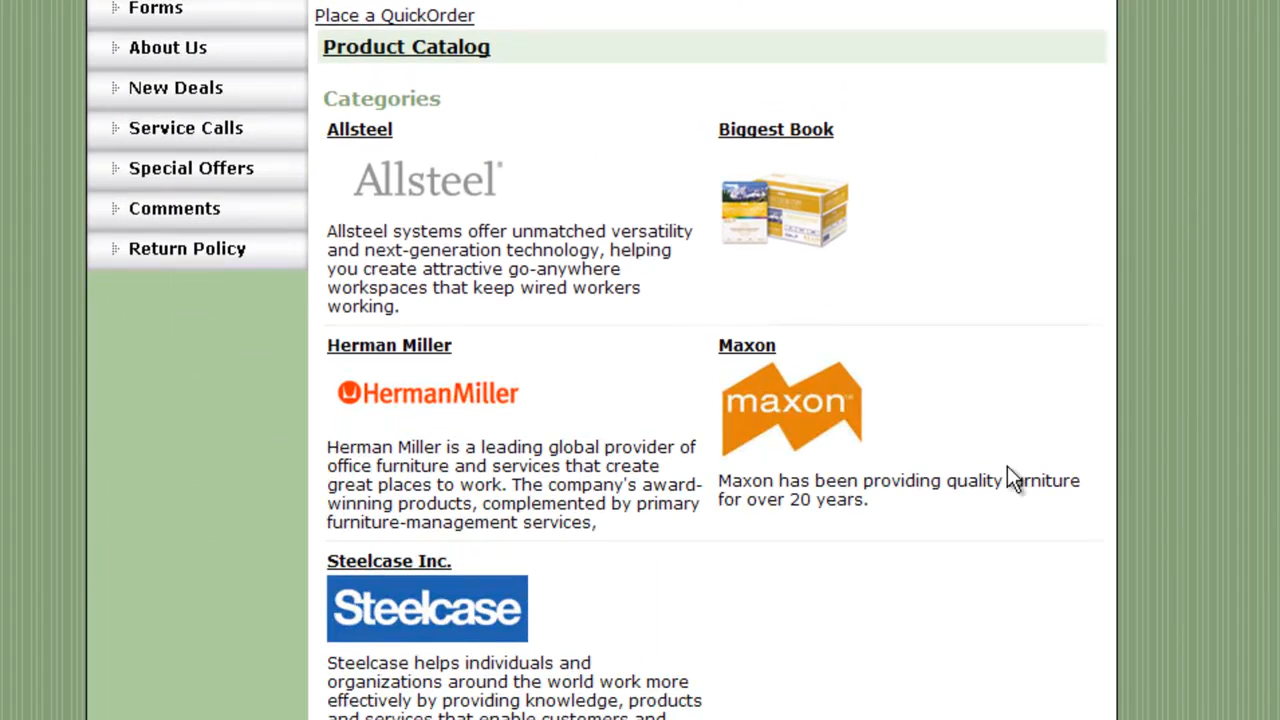 Forms
About Us
New Deals
Service Calls
Special Offers
Comments
Return Policy
Place a QuickOrder
Product Catalog
Categories
Allsteel
Allsteel
Allsteel systems offer unmatched versatility
and next-generation technology, helping
you create attractive go-anywhere
workspaces that keep wired workers
working.
Biggest Book
Herman Miller
HermanMiller
Herman Miller is a leading global provider of
office furniture and services that create
great places to work. The company's award-
winning products, complemented by primary
furniture-management services,
Maxon
maxon™
Maxon has been providing quality furniture
for over 20 years.
Steelcase Inc.
Steelcase
Steelcase helps individuals and
organizations around the world work more
effectively by providing knowledge, products
and services that enable customers and